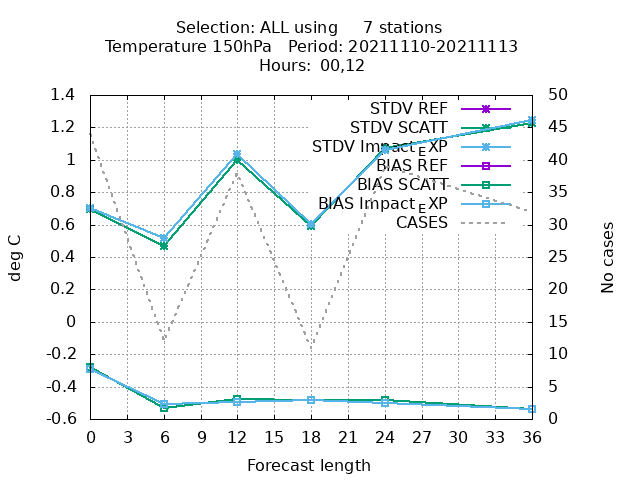 Selection: ALL using 7 stations
Temperature 150hPa Period: 20211110-20211113
Hours: 00,12
1.4
1.2
1
0.8
0.6
0.4
0.2
0
-0.2
-0.4
-0.6
deg C
STDV REF
STDV SCATT
STDV Impact_EXP
BIAS REF
BIAS SCATT
BIAS Impact_EXP
CASES
50
45
40
35
30
25
20
15
10
5
0
No cases
0 3 6 9 12 15 18 21 24 27 30 33 36
Forecast length